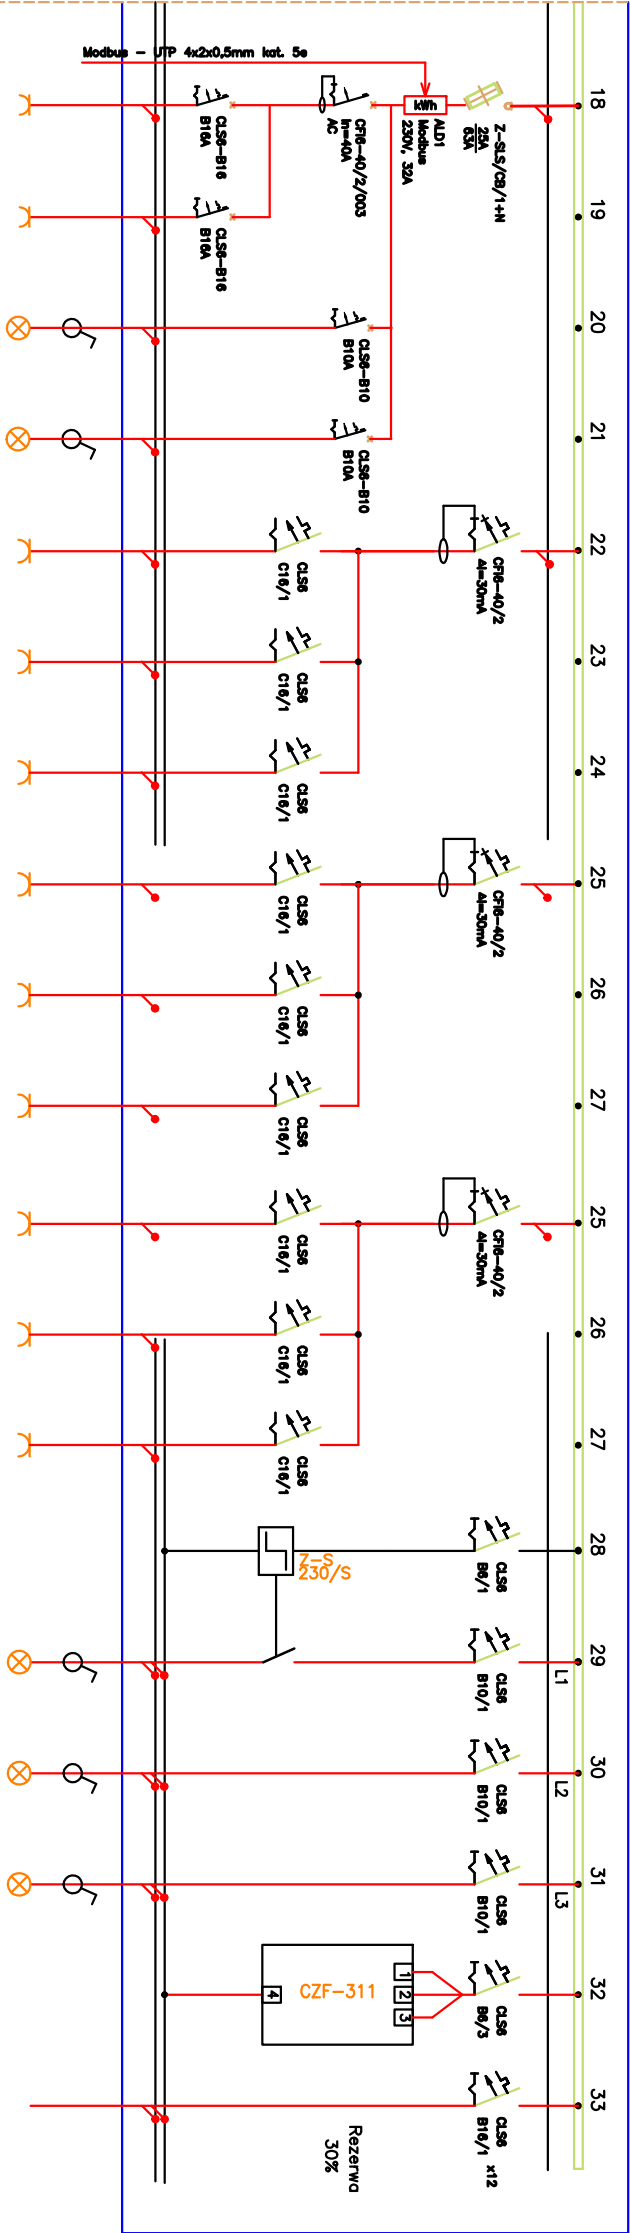 Modbus - UTP 4x2x0,5mm kat. 5e
18
Z-SLS/CB/1+N
25A
63A
kWh
ALD1
Modbus
230V, 32A
CFI6-40/2/003
In=40A
AC
CLS6-B16
B16A
19
CLS6-B16
B16A
20
CLS6-B10
B10A
21
CLS6-B10
B10A
22
CFI6-40/2
ΔI=30mA
CLS6
C16/1
23
CLS6
C16/1
24
CLS6
C16/1
25
CFI6-40/2
ΔI=30mA
CLS6
C16/1
26
CLS6
C16/1
27
CLS6
C16/1
25
CFI6-40/2
ΔI=30mA
CLS6
C16/1
26
CLS6
C16/1
27
CLS6
C16/1
28
CLS6
B6/1
Z-S
230/S
29
L1
CLS6
B10/1
30
L2
CLS6
B10/1
31
L3
CLS6
B10/1
32
CLS6
B6/3
1
2
3
CZF-311
4
33
CLS6
B16/1 x12
Rezerwa
30%